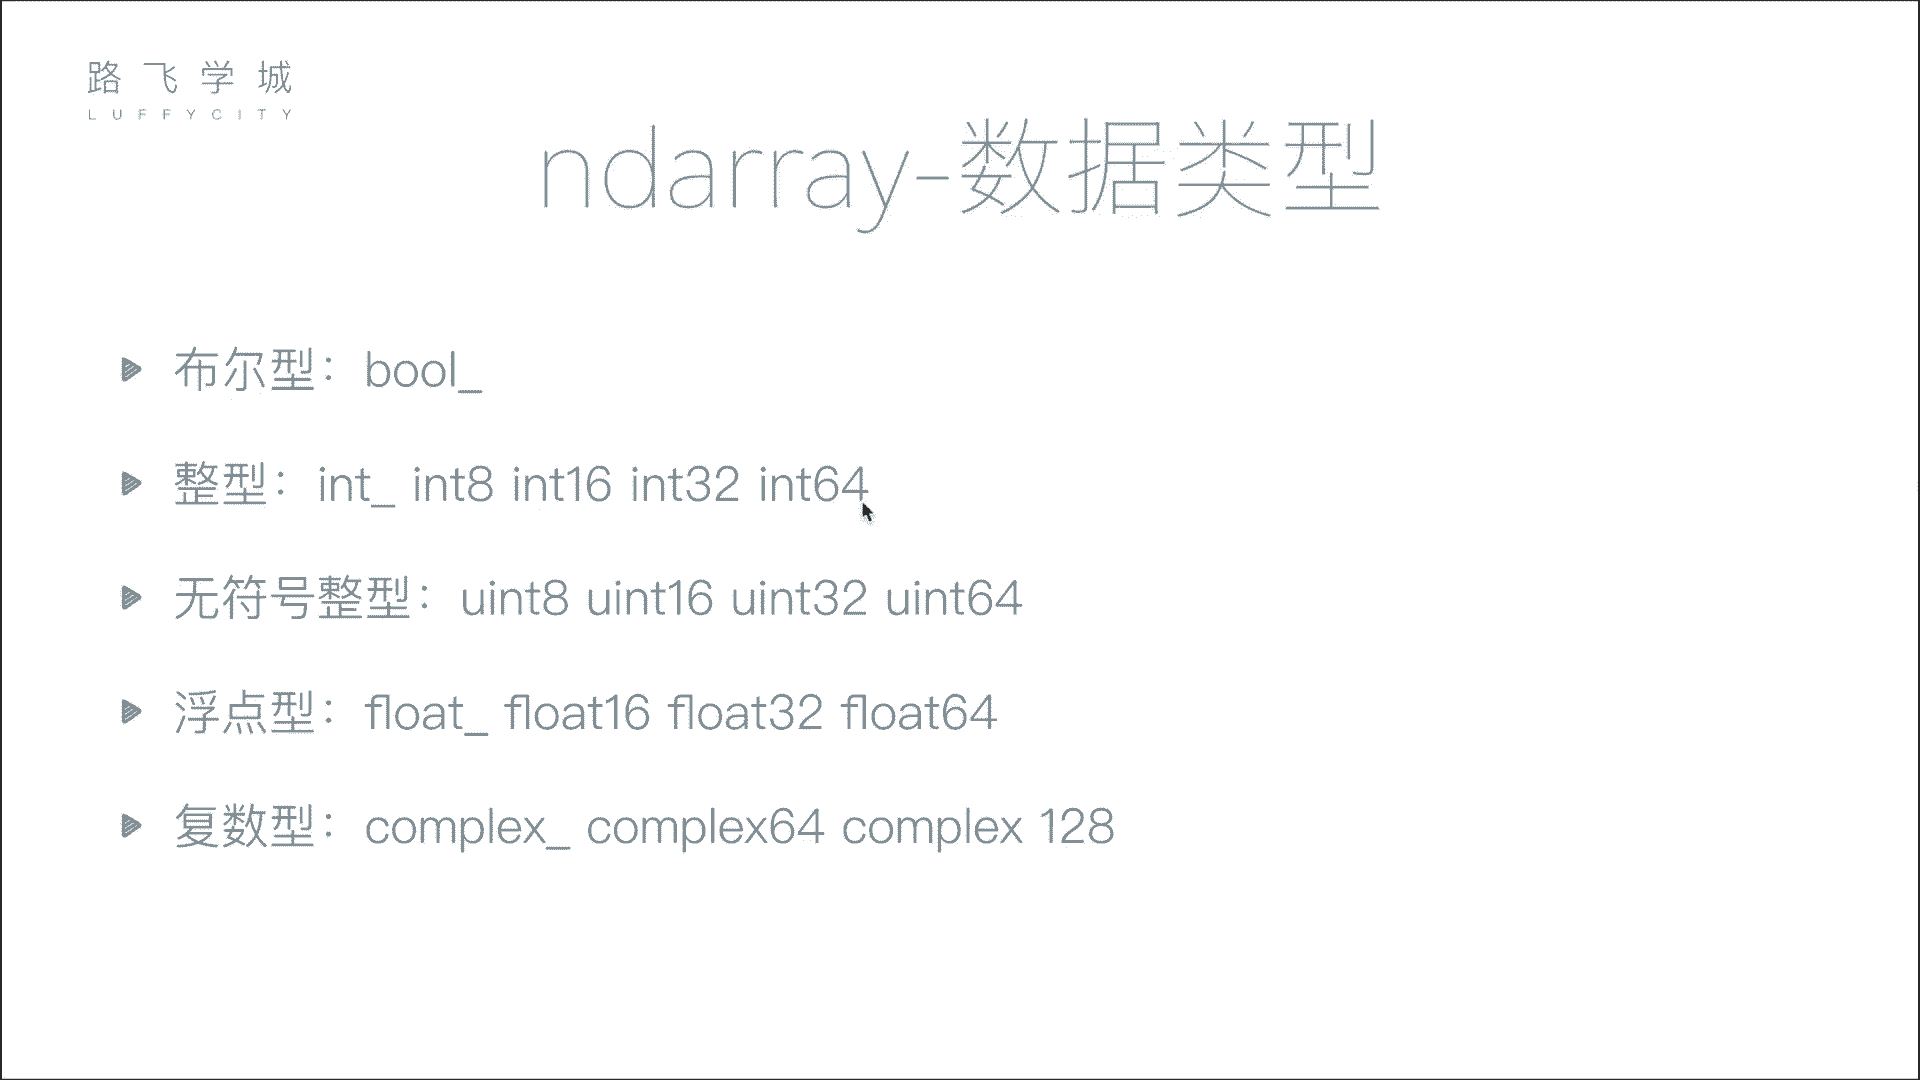 路飞学城
LUFFYCITY
ndarray-数据类型
布尔型：bool_
整型：int_ int8 int16 int32 int64
无符号整型：uint8 uint16 uint32 uint64
浮点型：float_ float16 float32 float64
复数型：complex_ complex64 complex 128